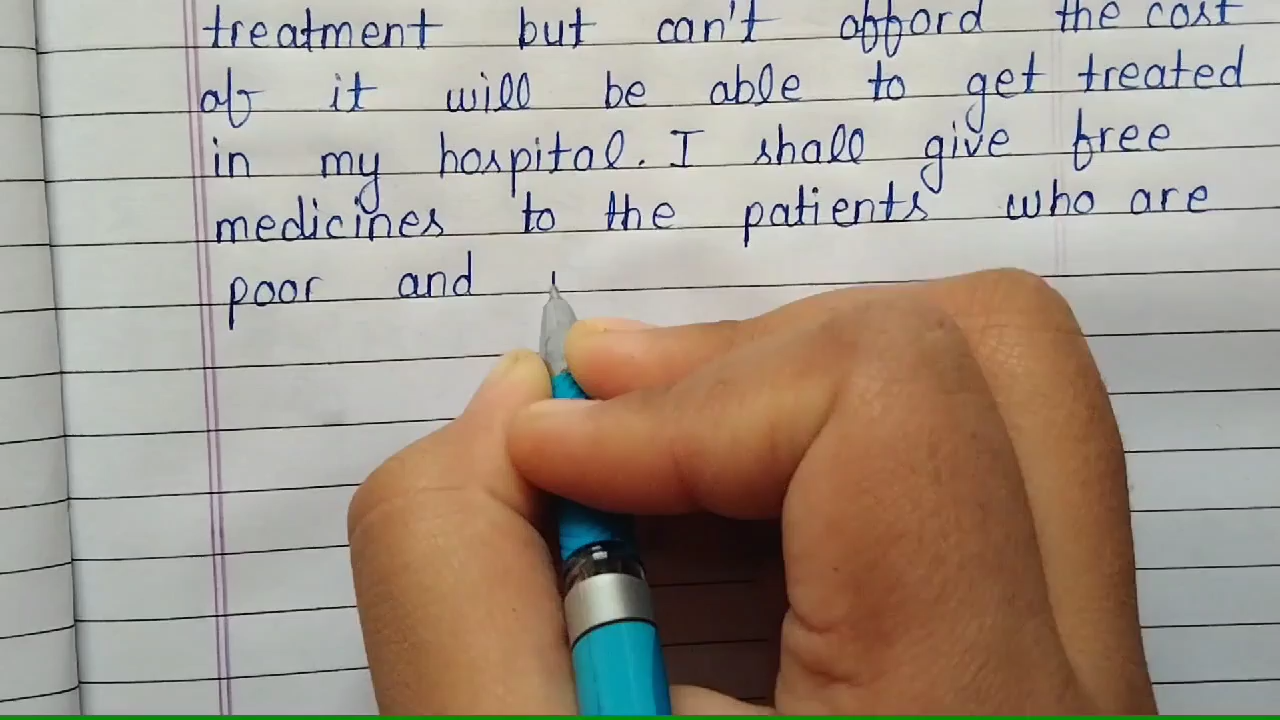 treatment but can't afford the cost
of it will be able to get treated
in my hospital. I shall give free
medicines to the patients who are
poor and